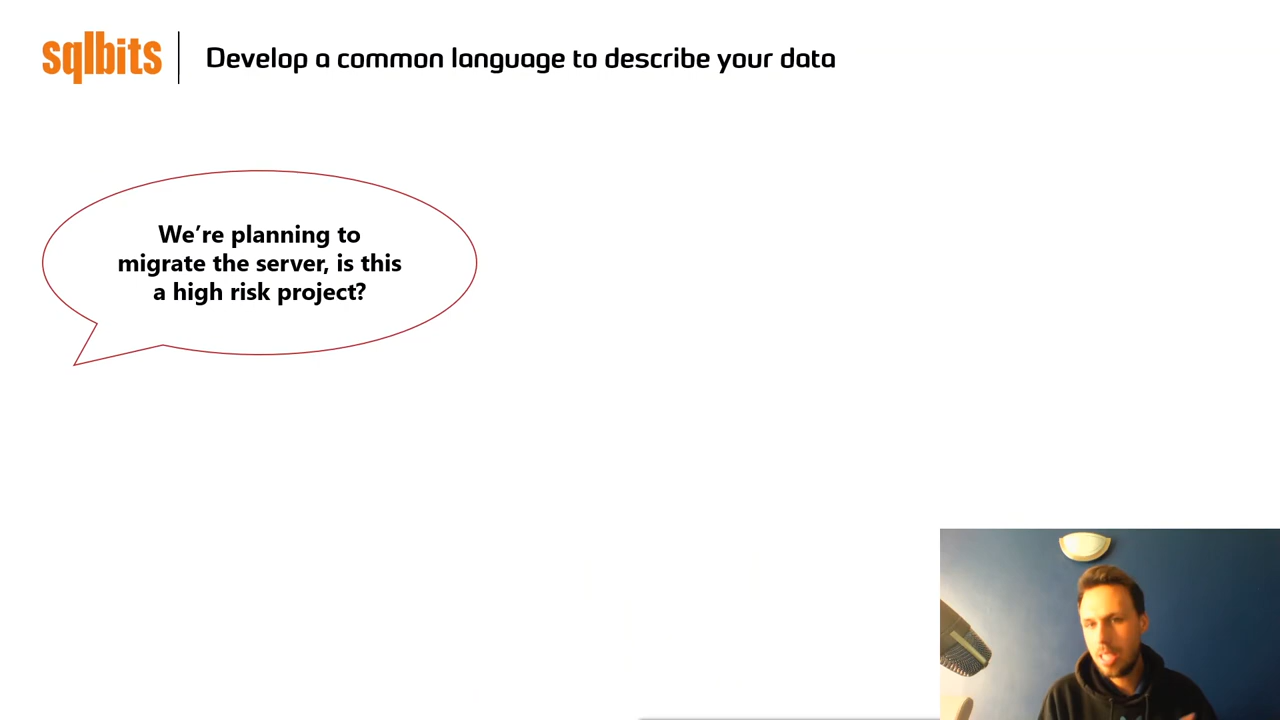 sqlbits
Develop a common language to describe your data
We’re planning to
migrate the server, is this
a high risk project?